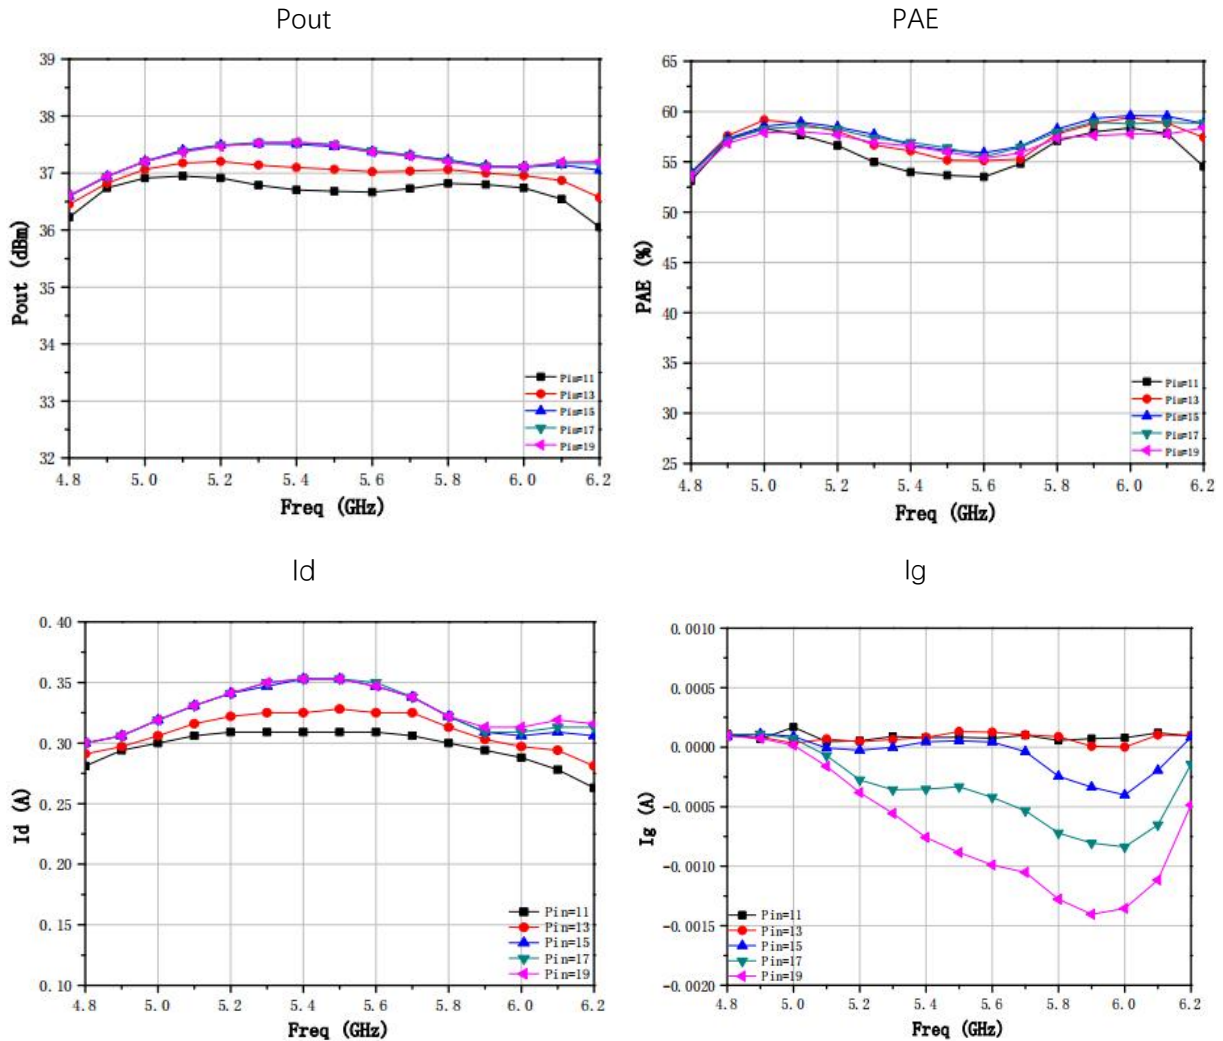 Pout
39
38
37
36
35
34
33
32
Pout (dBm)
Pin=11
Pin=13
Pin=15
Pin=17
Pin=19
4.8 5.0 5.2 5.4 5.6 5.8 6.0 6.2
Freq (GHz)
PAE
65
60
55
50
45
40
35
30
25
PAE (%)
Pin=11
Pin=13
Pin=15
Pin=17
Pin=19
4.8 5.0 5.2 5.4 5.6 5.8 6.0 6.2
Freq (GHz)
Id
0.40
0.35
0.30
0.25
0.20
0.15
0.10
Id (A)
Pin=11
Pin=13
Pin=15
Pin=17
Pin=19
4.8 5.0 5.2 5.4 5.6 5.8 6.0 6.2
Freq (GHz)
Ig
0.0010
0.0005
0.0000
-0.0005
-0.0010
-0.0015
-0.0020
Ig (A)
Pin=11
Pin=13
Pin=15
Pin=17
Pin=19
4.8 5.0 5.2 5.4 5.6 5.8 6.0 6.2
Freq (GHz)